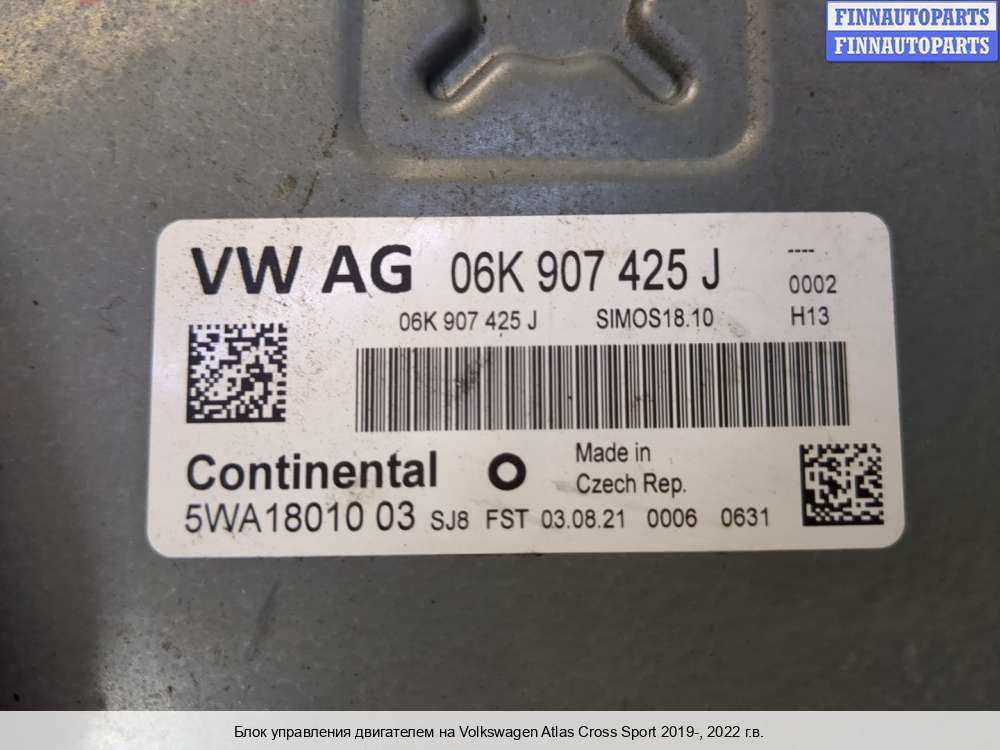 FINNAUTOPARTS
FINNAUTOPARTS
VW AG 06K 907 425 J ----
0002
06K 907 425 J SIMOS18.10 H13
Continental
Made in
Czech Rep.
5WA18010 03 SJ8 FST 03.08.21 0006 0631
Блок управления двигателем на Volkswagen Atlas Cross Sport 2019-, 2022 г.в.